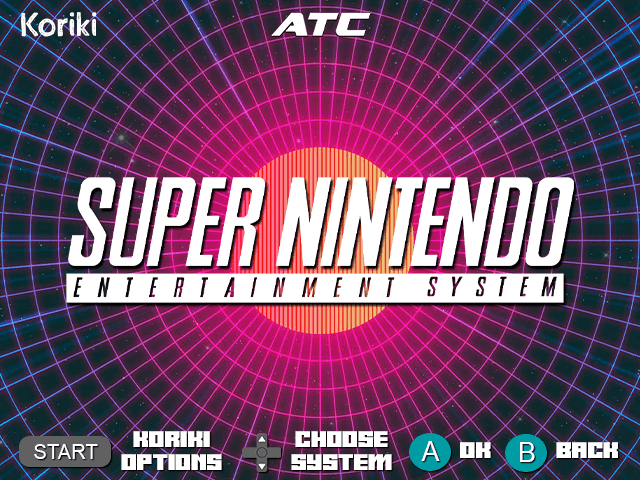 Koriki
ATC
SUPER NINTENDO
ENTERTAINMENT SYSTEM
START
KORIKI
OPTIONS
CHOOSE
SYSTEM
A
OK
B
BACK